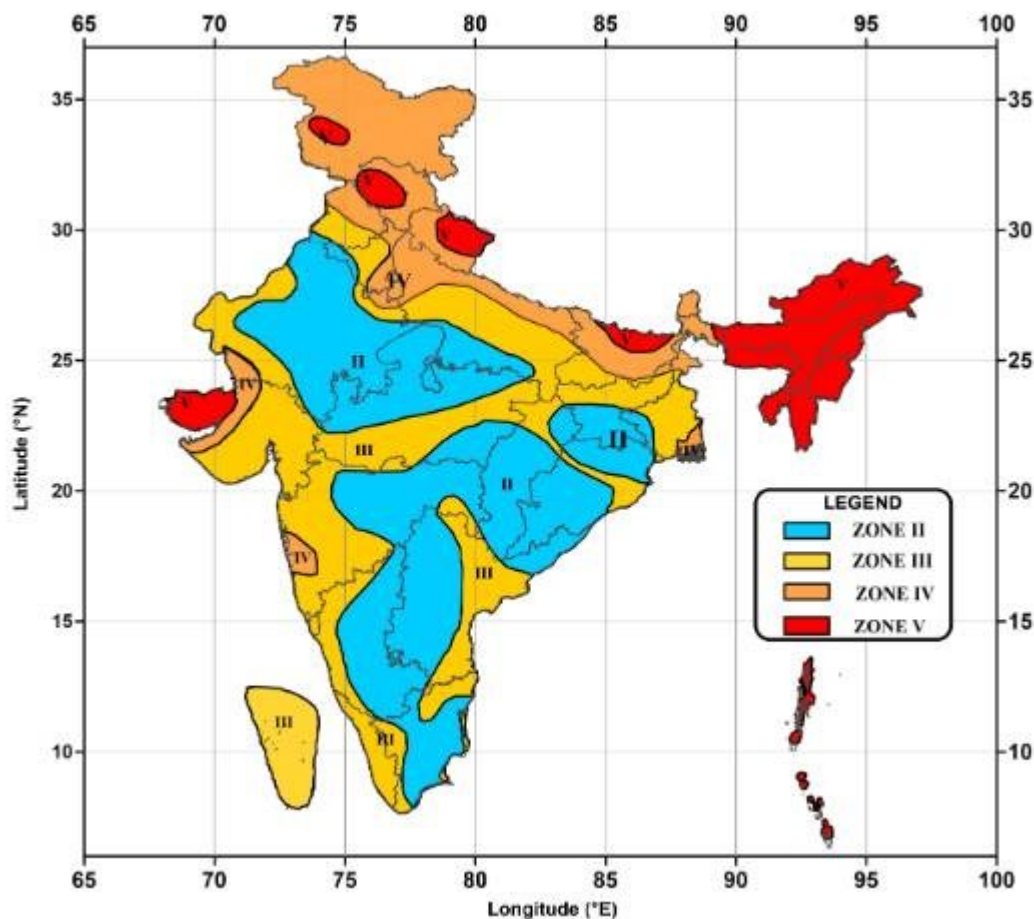 65 70 75 80 85 90 95 100
35 35
V
V
30 30
V
IV
V
25 25
II
V
IV
V
III
II
IV
20 20
II
LEGEND
ZONE II
ZONE III
ZONE IV
ZONE V
IV
III
15 15
III
III
10 10
65 70 75 80 85 90 95 100
Longitude (°E)
Latitude (°N)